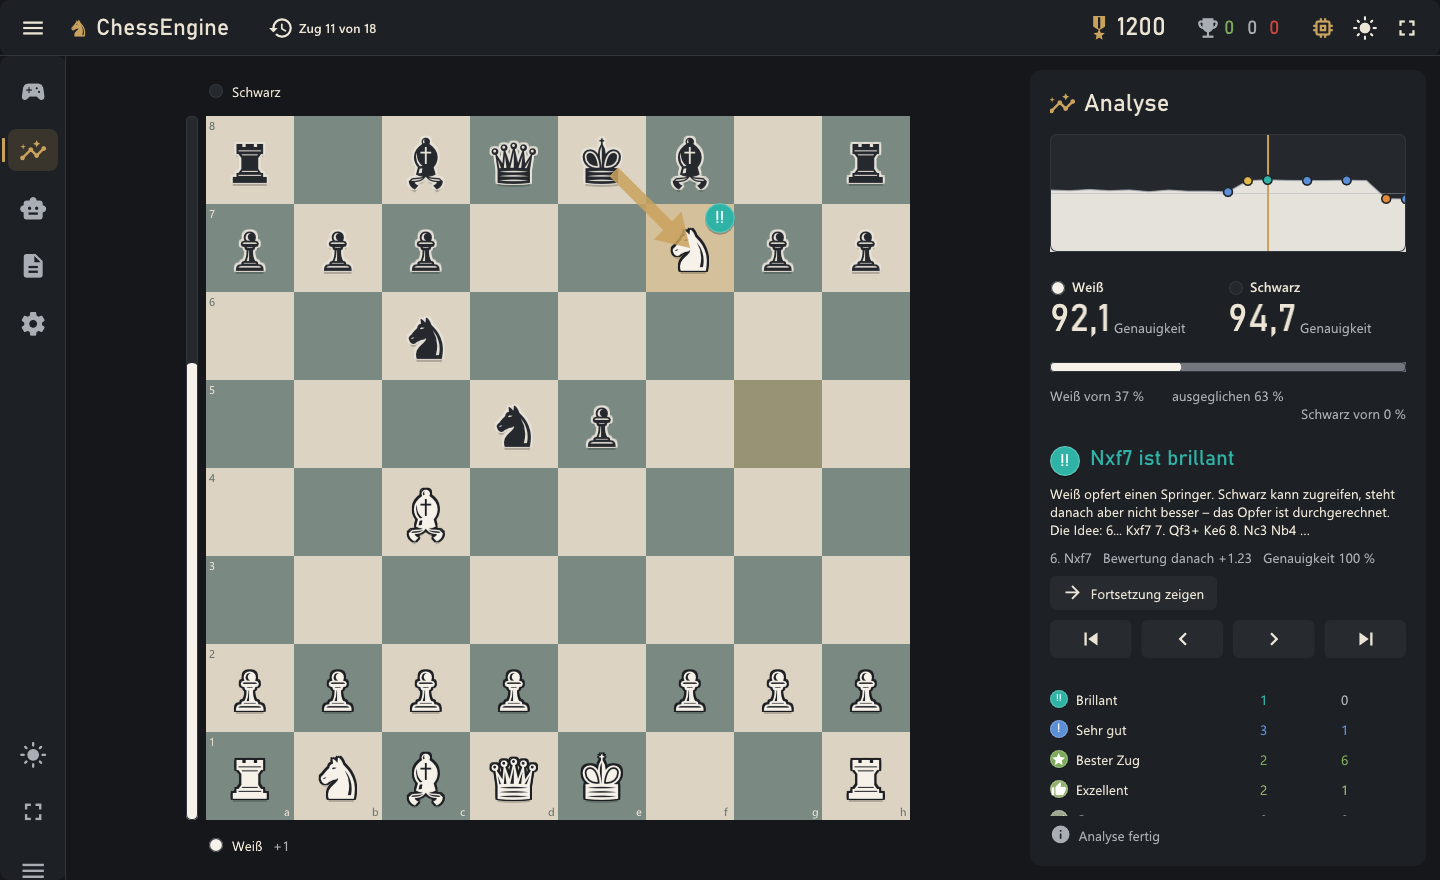 ChessEngine
Zug 11 von 18
1200
0 0 0
Schwarz
8
7
!!
6
5
4
3
2
1
a b c d e f g h
Weiß +1
Analyse
Weiß Schwarz
92,1 Genauigkeit 94,7 Genauigkeit
Weiß vorn 37 % ausgeglichen 63 %
Schwarz vorn 0 %
!! Nxf7 ist brillant
Weiß opfert einen Springer. Schwarz kann zugreifen, steht
danach aber nicht besser – das Opfer ist durchgerechnet.
Die Idee: 6... Kxf7 7. Qf3+ Ke6 8. Nc3 Nb4 ...
6. Nxf7 Bewertung danach +1.23 Genauigkeit 100 %
Fortsetzung zeigen
!! Brillant 1 0
! Sehr gut 3 1
Bester Zug 2 6
Exzellent 2 1
Analyse fertig